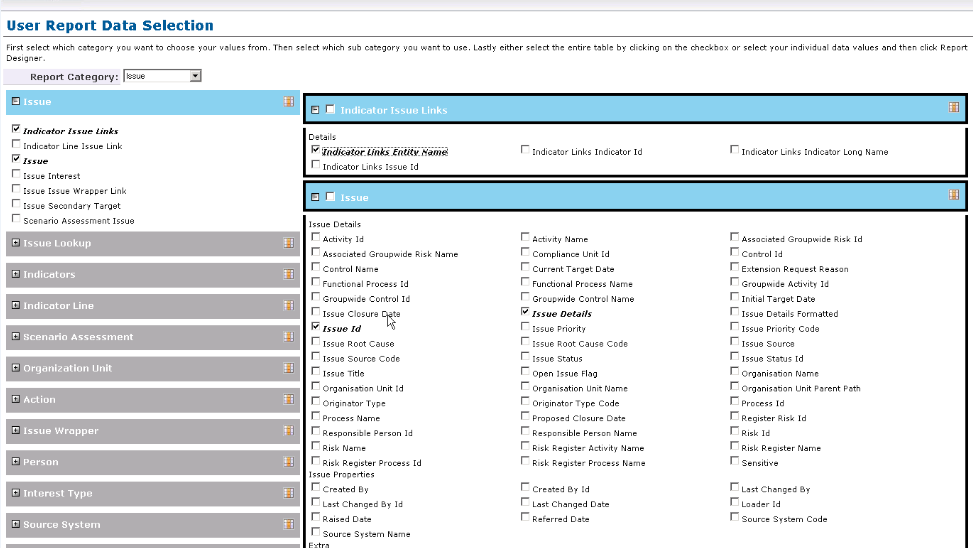 User Report Data Selection
First select which category you want to choose your values from. Then select which sub category you want to use. Lastly either select the entire table by clicking on the checkbox or select your individual data values and then click Report
Designer.
Report Category: Issue
Issue
Indicator Issue Links
Indicator Line Issue Link
Issue
Issue Interest
Issue Issue Wrapper Link
Issue Secondary Target
Scenario Assessment Issue
Issue Lookup
Indicators
Indicator Line
Scenario Assessment
Organization Unit
Action
Issue Wrapper
Person
Interest Type
Source System
Indicator Issue Links
Details
Indicator Links Entity Name Indicator Links Indicator Id Indicator Links Indicator Long Name
Indicator Links Issue Id
Issue
Issue Details
Activity Id Activity Name Associated Groupwide Risk Id
Associated Groupwide Risk Name Compliance Unit Id Control Id
Control Name Current Target Date Extension Request Reason
Functional Process Id Functional Process Name Groupwide Activity Id
Groupwide Control Id Groupwide Control Name Initial Target Date
Issue Closure Date Issue Details Issue Details Formatted
Issue Id Issue Priority Issue Priority Code
Issue Root Cause Issue Root Cause Code Issue Source
Issue Source Code Issue Status Issue Status Id
Issue Title Open Issue Flag Organisation Name
Organisation Unit Id Organisation Unit Name Organisation Unit Parent Path
Originator Type Originator Type Code Process Id
Process Name Proposed Closure Date Register Risk Id
Responsible Person Id Responsible Person Name Risk Id
Risk Name Risk Register Activity Name Risk Register Name
Risk Register Process Id Risk Register Process Name Sensitive
Issue Properties
Created By Created By Id Last Changed By
Last Changed By Id Last Changed Date Loader Id
Raised Date Referred Date Source System Code
Source System Name
Extra